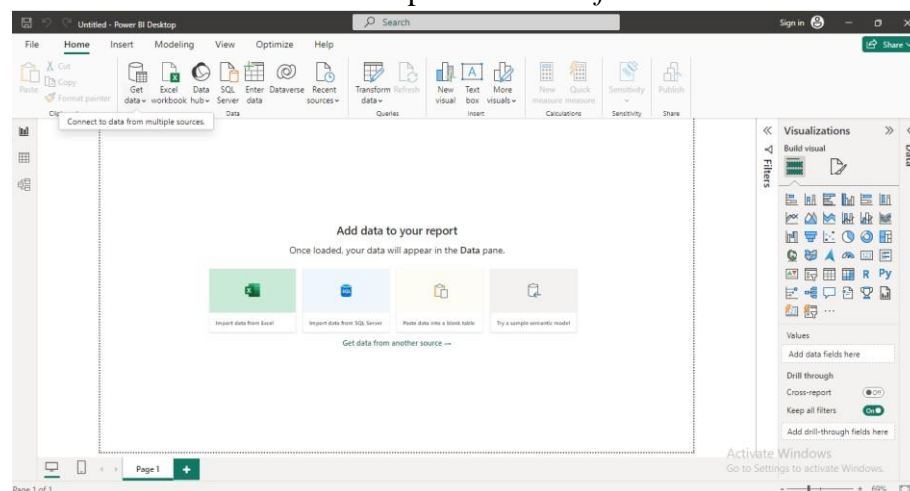 Untitled - Power BI Desktop
Search
Sign in
File Home Insert Modeling View Optimize Help
Share
Paste
Cut
Copy
Format painter
Get data
Excel workbook
Data hub
SQL Server
Enter data
Dataverse
Recent sources
Transform data
Refresh
New visual
Text box
More visuals
New measure
Quick measure
Sensitivity
Publish
Data
Queries
Insert
Calculations
Sensitivity
Share
Connect to data from multiple sources.
Filters
Visualizations
Data
Build visual
Add data to your report
Once loaded, your data will appear in the Data pane.
Import data from Excel
SQL
Import data from SQL Server
Paste data into a blank table
Try a sample semantic model
Get data from another source →
R Py
Values
Add data fields here
Drill through
Cross-report
Off
Keep all filters
On
Add drill-through fields here
Activate Windows
Go to Settings to activate Windows.
Page 1
Page 1 of 1
69%